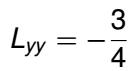 L_{yy} = -\frac{3}{4}